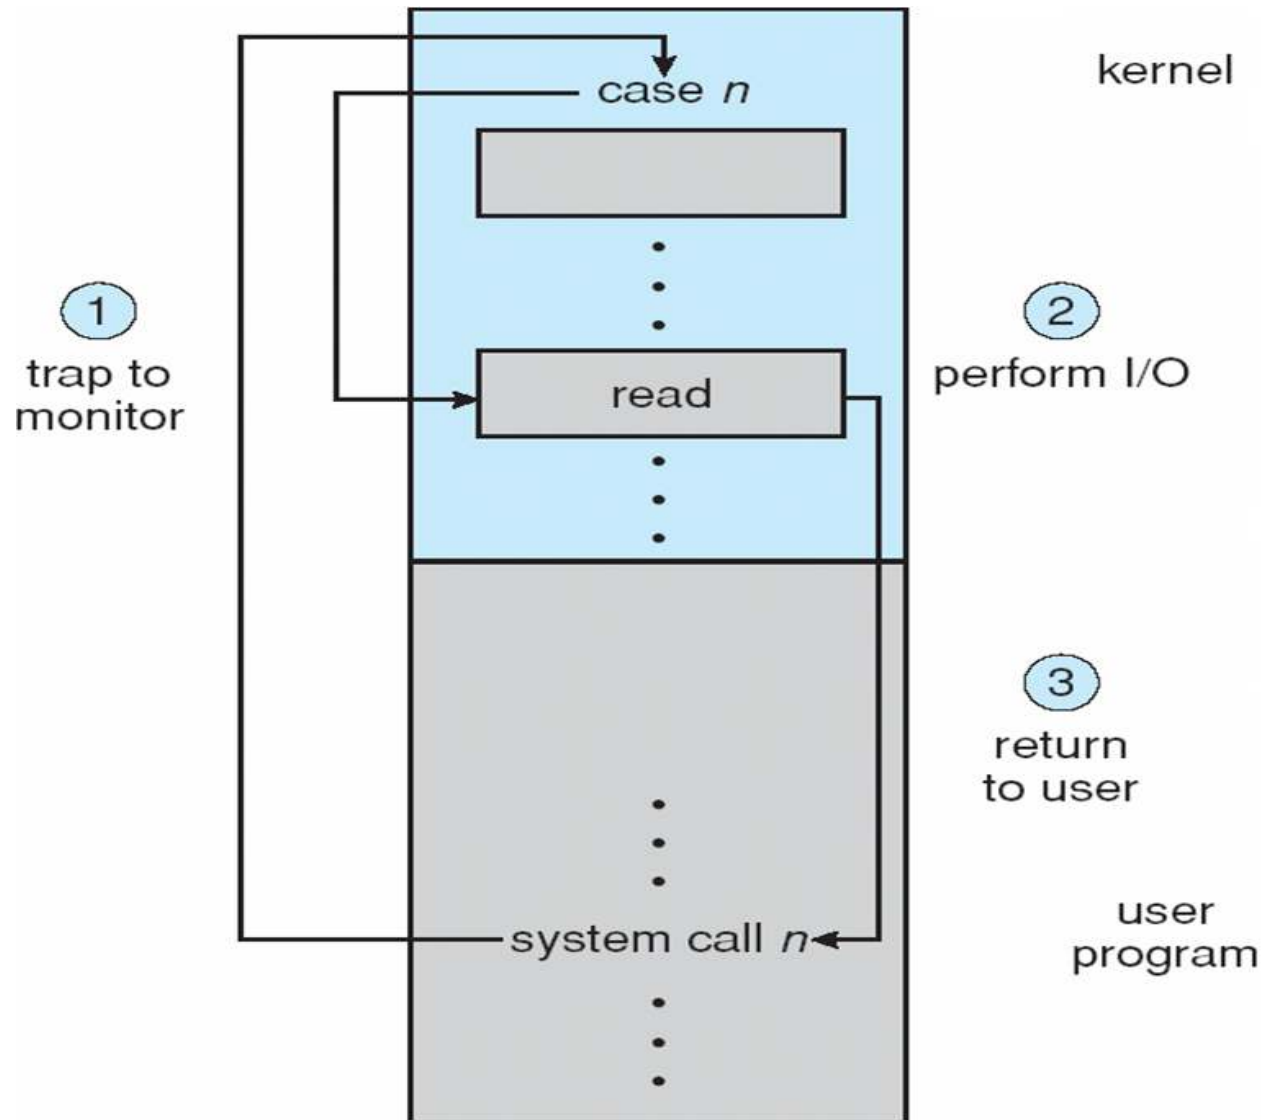 kernel
case n
1
trap to
monitor
2
perform I/O
read
3
return
to user
user
program
system call n